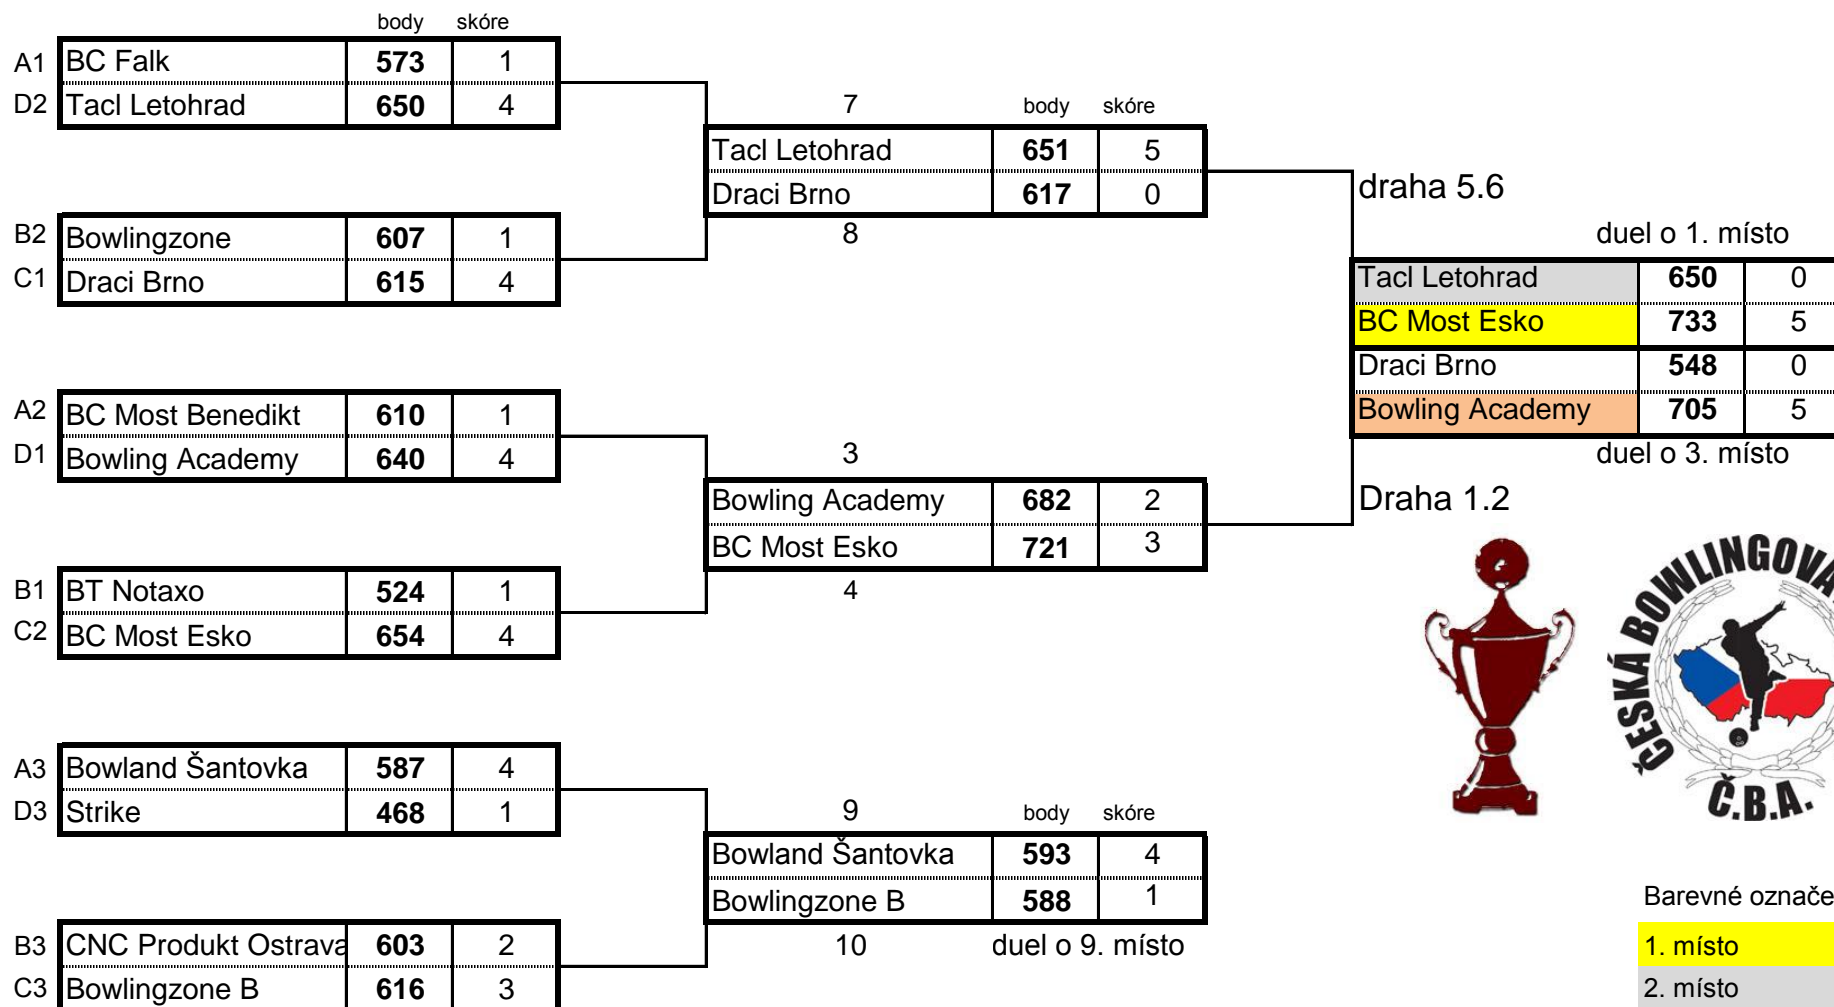 body skóre
A1 BC Falk 573 1
D2 Tacl Letohrad 650 4
7 body skóre
Tacl Letohrad 651 5
Draci Brno 617 0
8
draha 5.6
B2 Bowlingzone 607 1
C1 Draci Brno 615 4
duel o 1. místo
Tacl Letohrad 650 0
BC Most Esko 733 5
Draci Brno 548 0
Bowling Academy 705 5
duel o 3. místo
A2 BC Most Benedikt 610 1
D1 Bowling Academy 640 4
3
Bowling Academy 682 2
BC Most Esko 721 3
4
Draha 1.2
B1 BT Notaxo 524 1
C2 BC Most Esko 654 4
ČESKÁ BOWLINGOVÁ
Č.B.A.
A3 Bowland Šantovka 587 4
D3 Strike 468 1
9 body skóre
Bowland Šantovka 593 4
Bowlingzone B 588 1
10 duel o 9. místo
B3 CNC Produkt Ostrava 603 2
C3 Bowlingzone B 616 3
Barevné označe
1. místo
2. místo